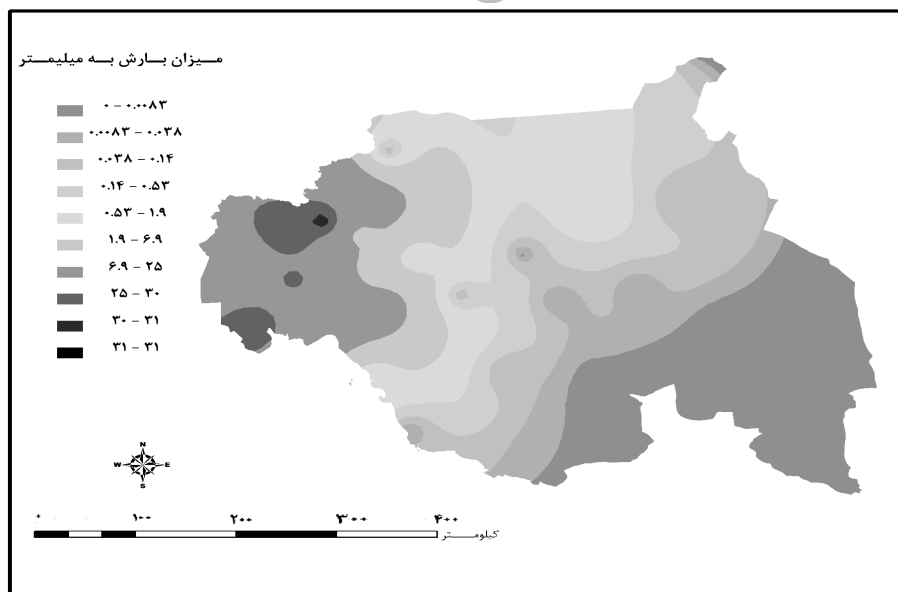 میزان بارش به میلیمتر
۰ - ۰.۰۰۸۳
۰.۰۰۸۳ - ۰.۰۳۸
۰.۰۳۸ - ۰.۱۴
۰.۱۴ - ۰.۵۳
۰.۵۳ - ۱.۹
۱.۹ - ۶.۹
۶.۹ - ۲۵
۲۵ - ۳۰
۳۰ - ۳۱
۳۱ - ۳۱
N
W E
S
۰ ۱۰۰ ۲۰۰ ۳۰۰ ۴۰۰
کیلومتر